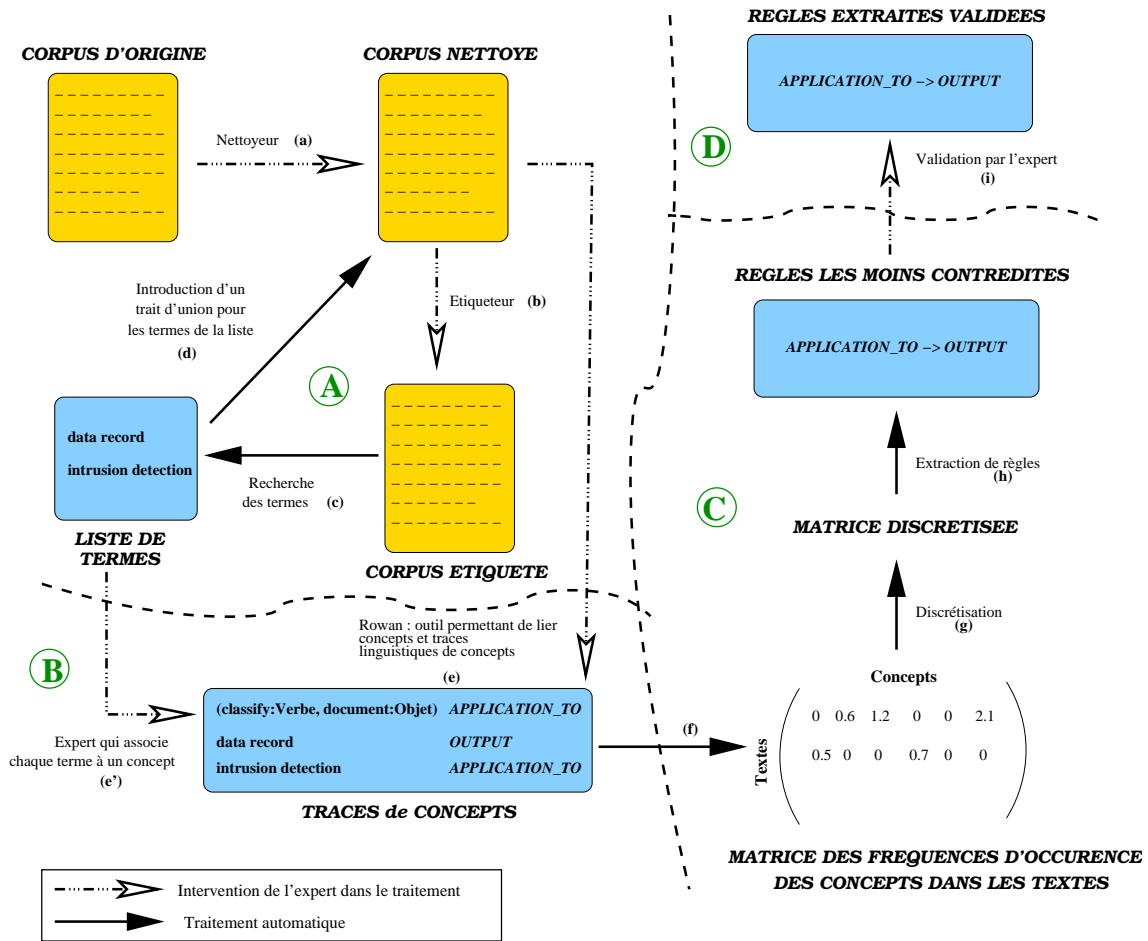 CORPUS D'ORIGINE
CORPUS NETTOYE
Nettoyeur (a)
Introduction d'un
trait d'union pour
les termes de la liste
(d)
Etiqueteur (b)
A
data record
intrusion detection
Recherche
des termes (c)
LISTE DE
TERMES
CORPUS ETIQUETE
B
Rowan : outil permettant de lier
concepts et traces
linguistiques de concepts
(e)
Expert qui associe
chaque terme à un concept
(e')
(classify:Verbe, document:Objet) APPLICATION_TO
data record OUTPUT
intrusion detection APPLICATION_TO
TRACES de CONCEPTS
(f)
REGLES EXTRAITES VALIDEES
APPLICATION_TO –> OUTPUT
D
Validation par l'expert
(i)
REGLES LES MOINS CONTREDITES
APPLICATION_TO –> OUTPUT
Extraction de règles
(h)
C
MATRICE DISCRETISEE
Discrétisation
(g)
Concepts
Textes
0 0.6 1.2 0 0 2.1
0.5 0 0 0.7 0 0
MATRICE DES FREQUENCES D'OCCURENCE
DES CONCEPTS DANS LES TEXTES
Intervention de l'expert dans le traitement
Traitement automatique